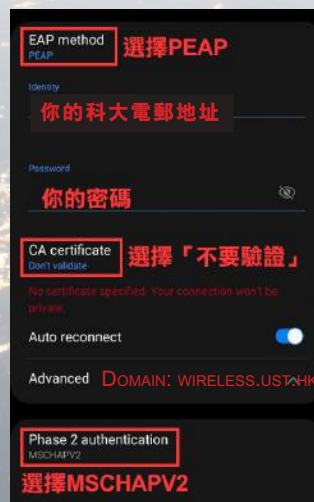 EAP method 選擇PEAP
PEAP
Identity
你的科大電郵地址
Password
你的密碼
CA certificate 選擇「不要驗證」
Don't validate
No certificate specified. Your connection won't be
private.
Auto reconnect
Advanced DOMAIN: WIRELESS.UST.HK
Phase 2 authentication
MSCHAPV2
選擇MSCHAPV2